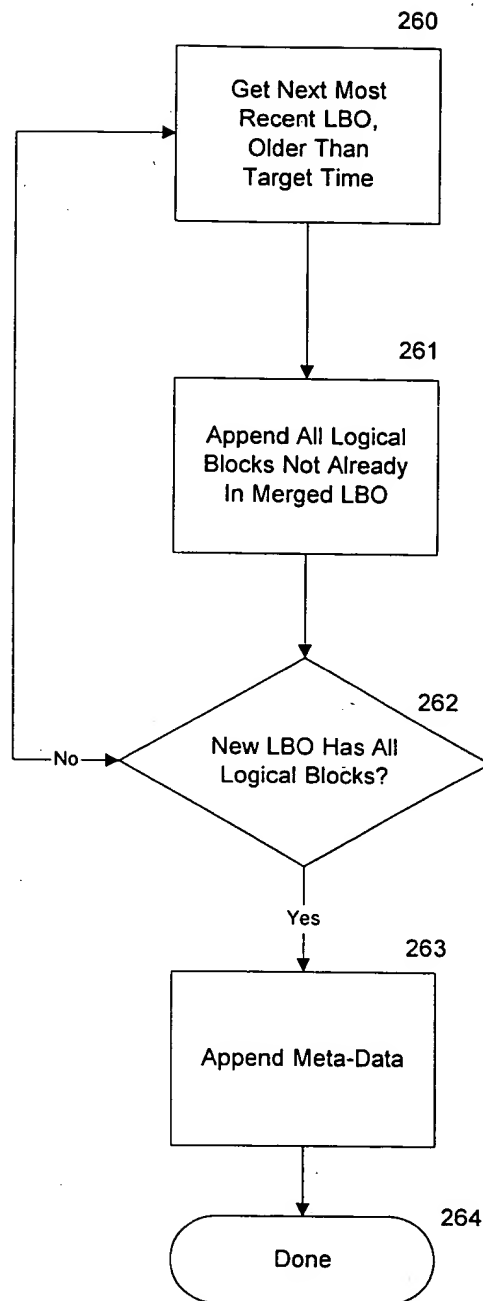 260
Get Next Most
Recent LBO,
Older Than
Target Time
261
Append All Logical
Blocks Not Already
In Merged LBO
262
New LBO Has All
Logical Blocks?
No
Yes
263
Append Meta-Data
264
Done